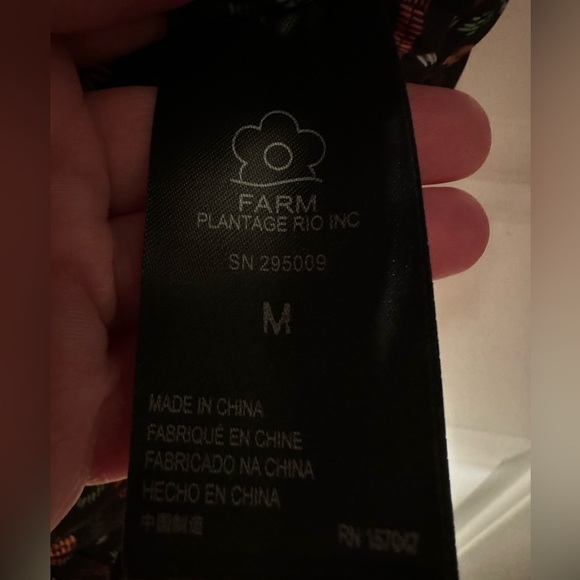 FARM
PLANTAGE RIO INC
SN 295009
M
MADE IN CHINA
FABRIQUÉ EN CHINE
FABRICADO NA CHINA
HECHO EN CHINA
中国制造
RN 157047